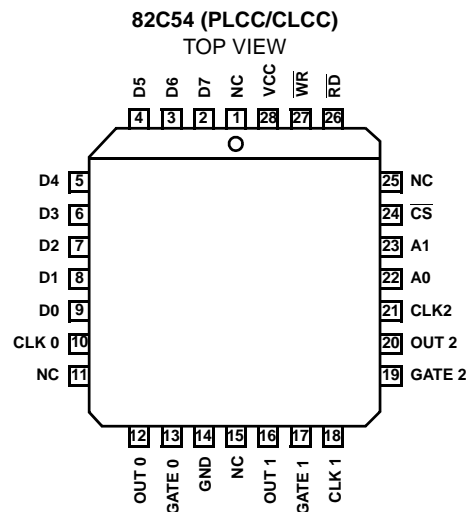 82C54 (PLCC/CLCC)
TOP VIEW
D5 D6 D7 NC VCC WR RD
4 3 2 1 28 27 26
D4 5 25 NC
D3 6 24 CS
D2 7 23 A1
D1 8 22 A0
D0 9 21 CLK2
CLK 0 10 20 OUT 2
NC 11 19 GATE 2
12 13 14 15 16 17 18
OUT 0 GATE 0 GND NC OUT 1 GATE 1 CLK 1